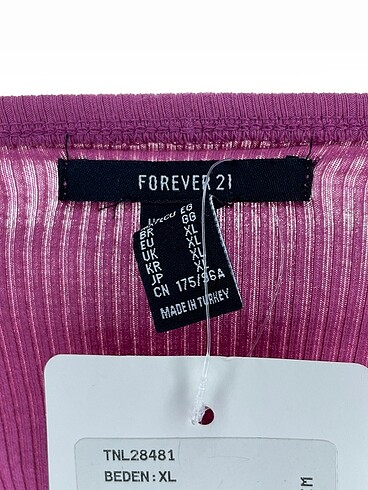 FOREVER 21
EG
BR GG
EU XL
UK XL
KR XL
JP XL
CN 175/96A
MADE IN TURKEY
TNL28481
BEDEN:XL